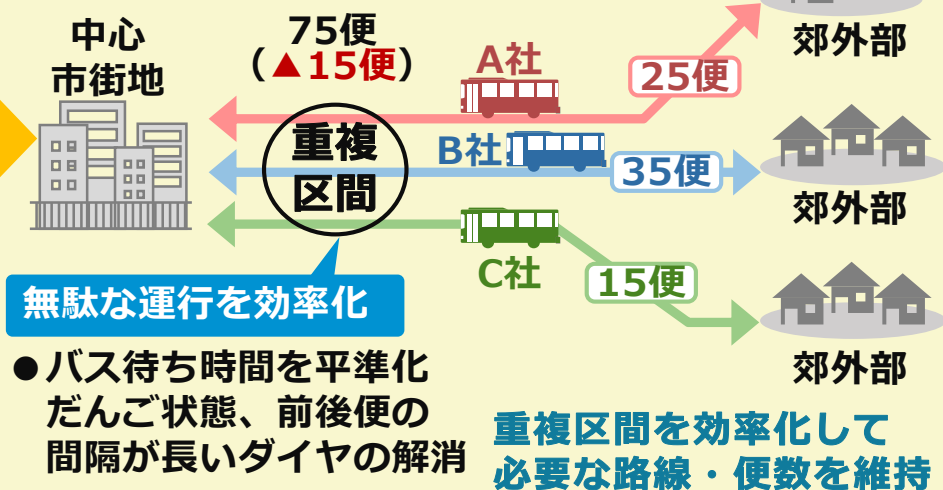 中心
市街地
75便
（▲15便）
A社
25便
郊外部
重複
区間
B社
35便
郊外部
C社
15便
郊外部
無駄な運行を効率化
●バス待ち時間を平準化
だんご状態、前後便の
間隔が長いダイヤの解消
重複区間を効率化して
必要な路線・便数を維持